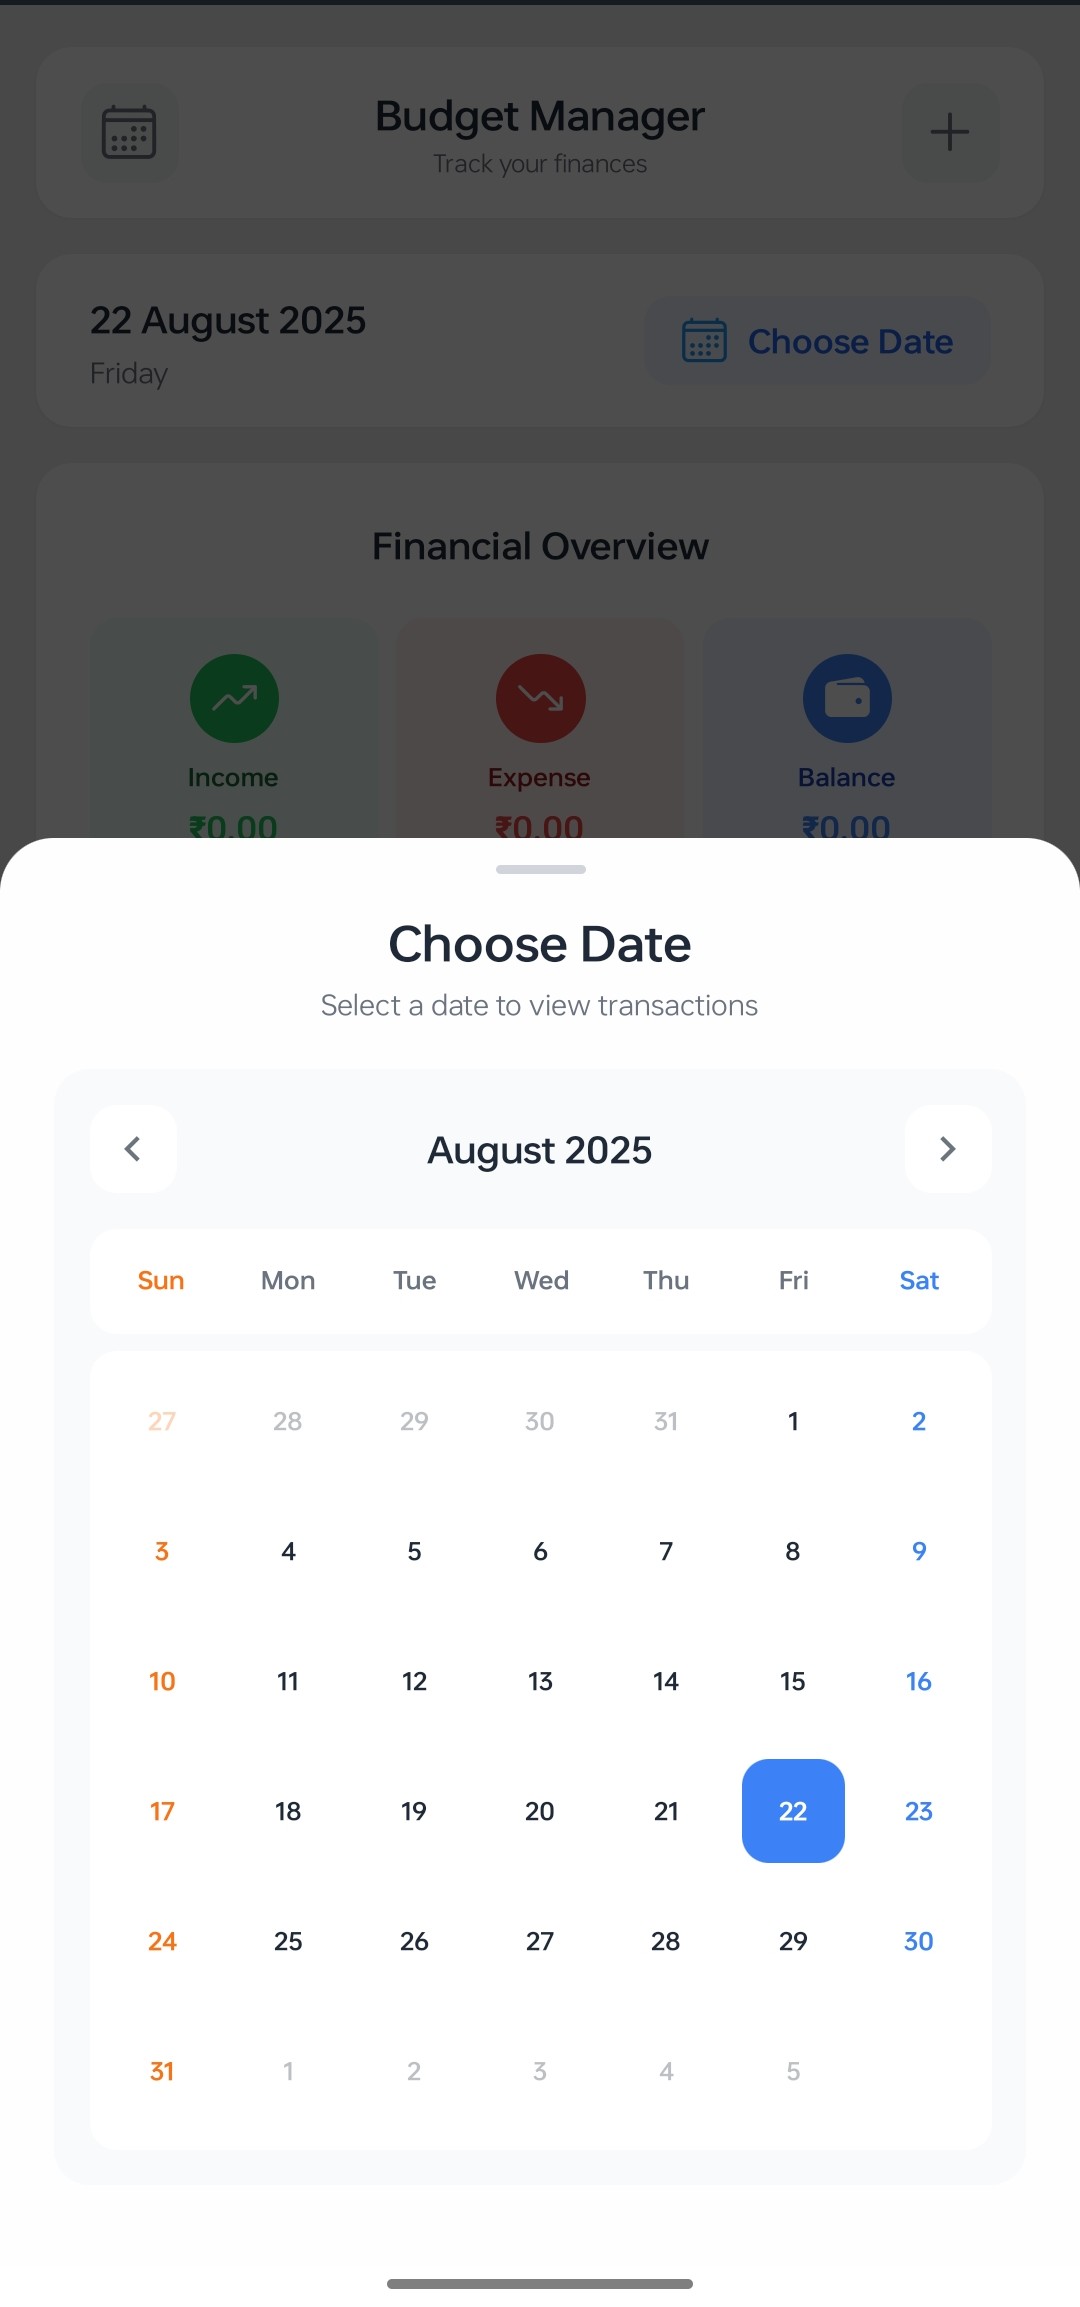 Budget Manager
Track your finances
22 August 2025
Choose Date
Friday
Financial Overview
Income Expense Balance
₹0.00 ₹0.00 ₹0.00
Choose Date
Select a date to view transactions
August 2025
Sun Mon Tue Wed Thu Fri Sat
27 28 29 30 31 1 2
3 4 5 6 7 8 9
10 11 12 13 14 15 16
17 18 19 20 21 22 23
24 25 26 27 28 29 30
31 1 2 3 4 5